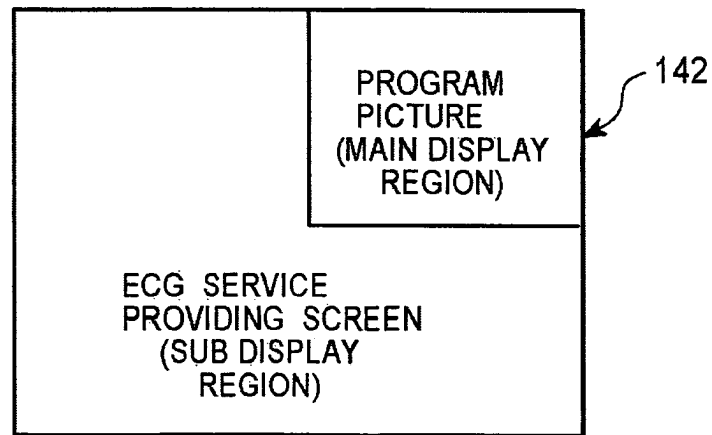 PROGRAM
PICTURE
(MAIN DISPLAY
REGION)
142
ECG SERVICE
PROVIDING SCREEN
(SUB DISPLAY
REGION)